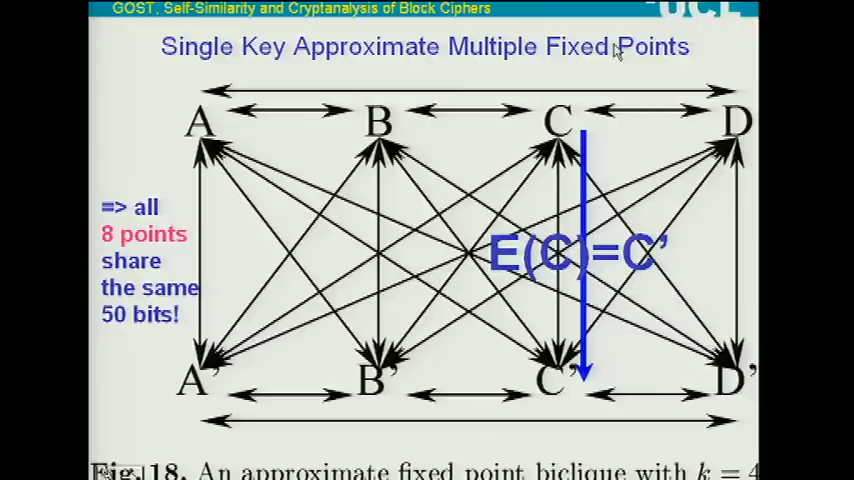 GOST, Self-Similarity and Cryptanalysis of Block Ciphers
UCL
Single Key Approximate Multiple Fixed Points
A B C D
=> all
8 points
share
the same
50 bits!
E(C)=C’
A’ B’ C’ D’
Fig. 18. An approximate fixed point biclique with k = 4